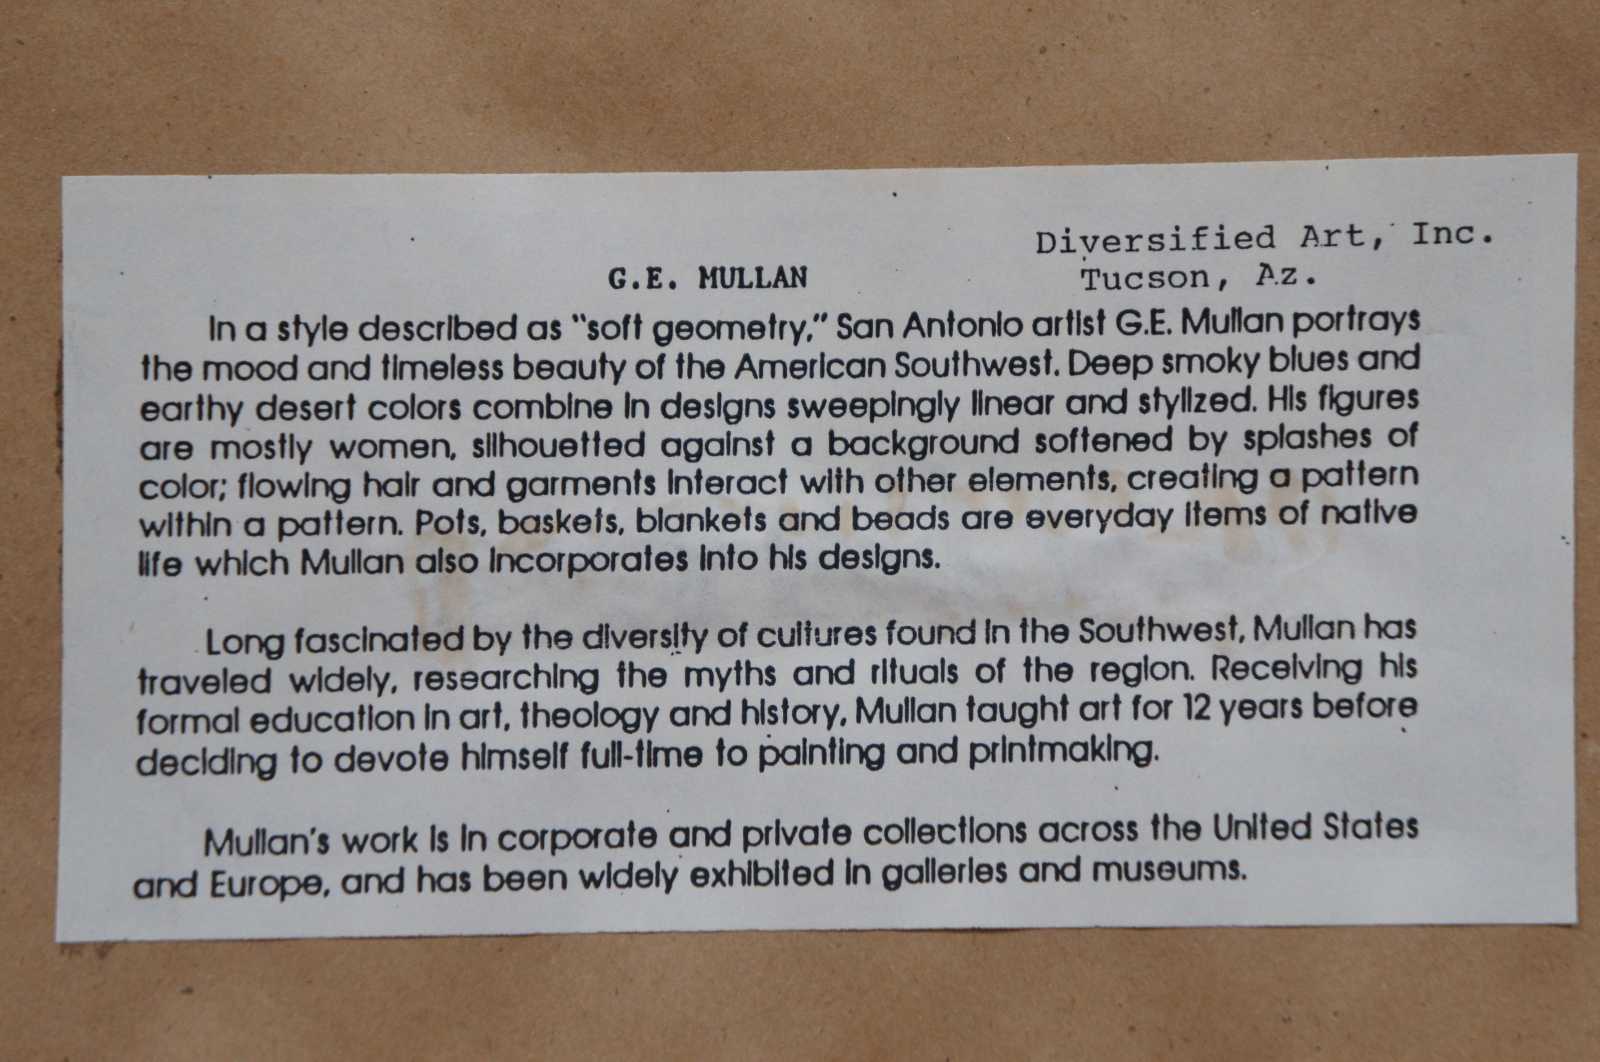 Diversified Art, Inc.
G.E. MULLAN Tucson, Az.
In a style described as "soft geometry," San Antonio artist G.E. Mullan portrays
the mood and timeless beauty of the American Southwest. Deep smoky blues and
earthy desert colors combine in designs sweepingly linear and stylized. His figures
are mostly women, silhouetted against a background softened by splashes of
color; flowing hair and garments interact with other elements, creating a pattern
within a pattern. Pots, baskets, blankets and beads are everyday items of native
life which Mullan also incorporates into his designs.
Long fascinated by the diversity of cultures found in the Southwest, Mullan has
traveled widely, researching the myths and rituals of the region. Receiving his
formal education in art, theology and history, Mullan taught art for 12 years before
deciding to devote himself full-time to painting and printmaking.
Mullan's work is in corporate and private collections across the United States
and Europe, and has been widely exhibited in galleries and museums.